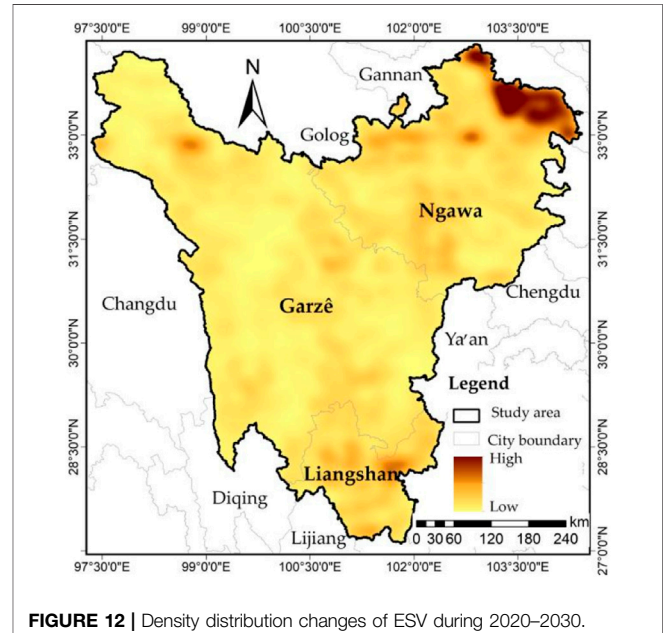 97°30'0"E 99°0'0"E 100°30'0"E 102°0'0"E 103°30'0"E
N
Gannan
Golog
33°0'0"N 33°0'0"N
Ngawa
31°30'0"N 31°30'0"N
Changdu
Garzê
Chengdu
30°0'0"N 30°0'0"N
Ya'an
Legend
Study area
City boundary
High
Low
28°30'0"N 28°30'0"N
Liangshan
Diqing
Lijiang
km
0 30 60 120 180 240
27°0'0"N
97°30'0"E 99°0'0"E 100°30'0"E 102°0'0"E 103°30'0"E
FIGURE 12 | Density distribution changes of ESV during 2020–2030.